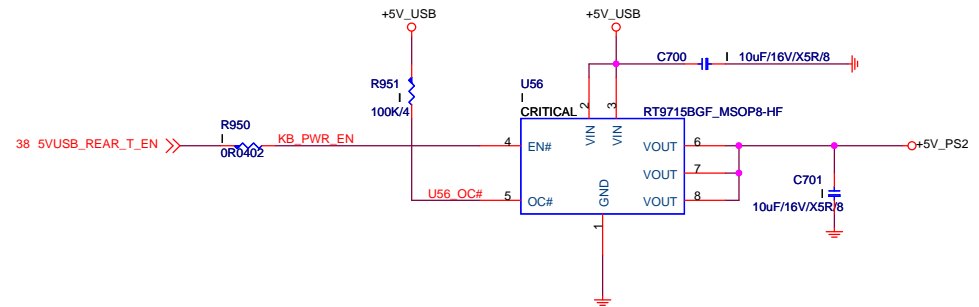 +5V_USB
+5V_USB
C700
I
10uF/16V/X5R/8
R951
I
100K/4
U56
I
CRITICAL
2
3
RT9715BGF_MSOP8-HF
VIN
VIN
R950
I
0R0402
38 5VUSB_REAR_T_EN
KB_PWR_EN
4
EN#
VOUT
6
+5V_PS2
VOUT
7
C701
I
10uF/16V/X5R/8
U56_OC#
5
OC#
GND
VOUT
8
1